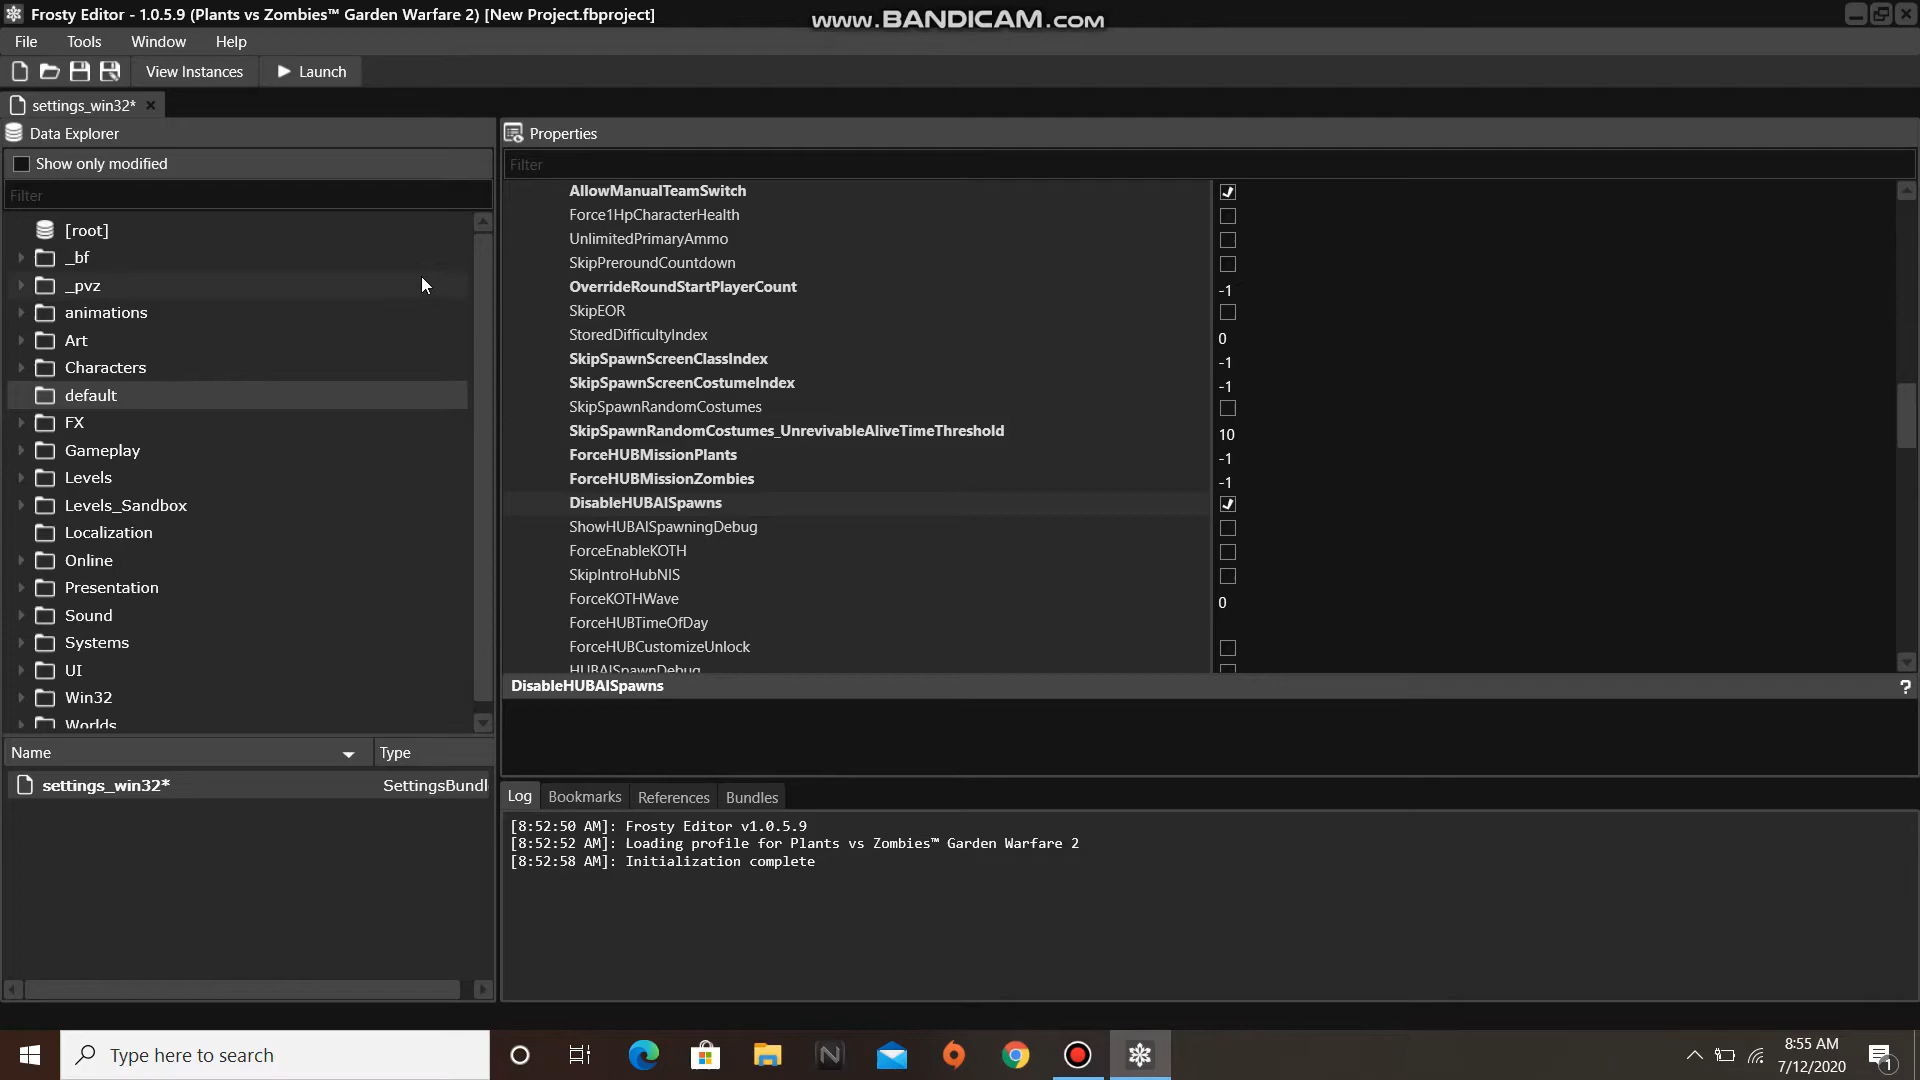 Frosty Editor - 1.0.5.9 (Plants vs Zombies™ Garden Warfare 2) [New Project.fbproject]
www.BANDICAM.com
File Tools Window Help
View Instances Launch
settings_win32*
Data Explorer
Show only modified
Filter
[root]
_bf
_pvz
animations
Art
Characters
default
FX
Gameplay
Levels
Levels_Sandbox
Localization
Online
Presentation
Sound
Systems
UI
Win32
Worlds
Name Type
settings_win32* SettingsBundl
Properties
Filter
AllowManualTeamSwitch
Force1HpCharacterHealth
UnlimitedPrimaryAmmo
SkipPreroundCountdown
OverrideRoundStartPlayerCount -1
SkipEOR
StoredDifficultyIndex 0
SkipSpawnScreenClassIndex -1
SkipSpawnScreenCostumeIndex -1
SkipSpawnRandomCostumes
SkipSpawnRandomCostumes_UnrevivableAliveTimeThreshold 10
ForceHUBMissionPlants -1
ForceHUBMissionZombies -1
DisableHUBAISpawns
ShowHUBAISpawningDebug
ForceEnableKOTH
SkipIntroHubNIS
ForceKOTHWave 0
ForceHUBTimeOfDay
ForceHUBCustomizeUnlock
HUBAISpawnDebug
DisableHUBAISpawns ?
Log Bookmarks References Bundles
[8:52:50 AM]: Frosty Editor v1.0.5.9
[8:52:52 AM]: Loading profile for Plants vs Zombies™ Garden Warfare 2
[8:52:58 AM]: Initialization complete
Type here to search
8:55 AM
7/12/2020
1